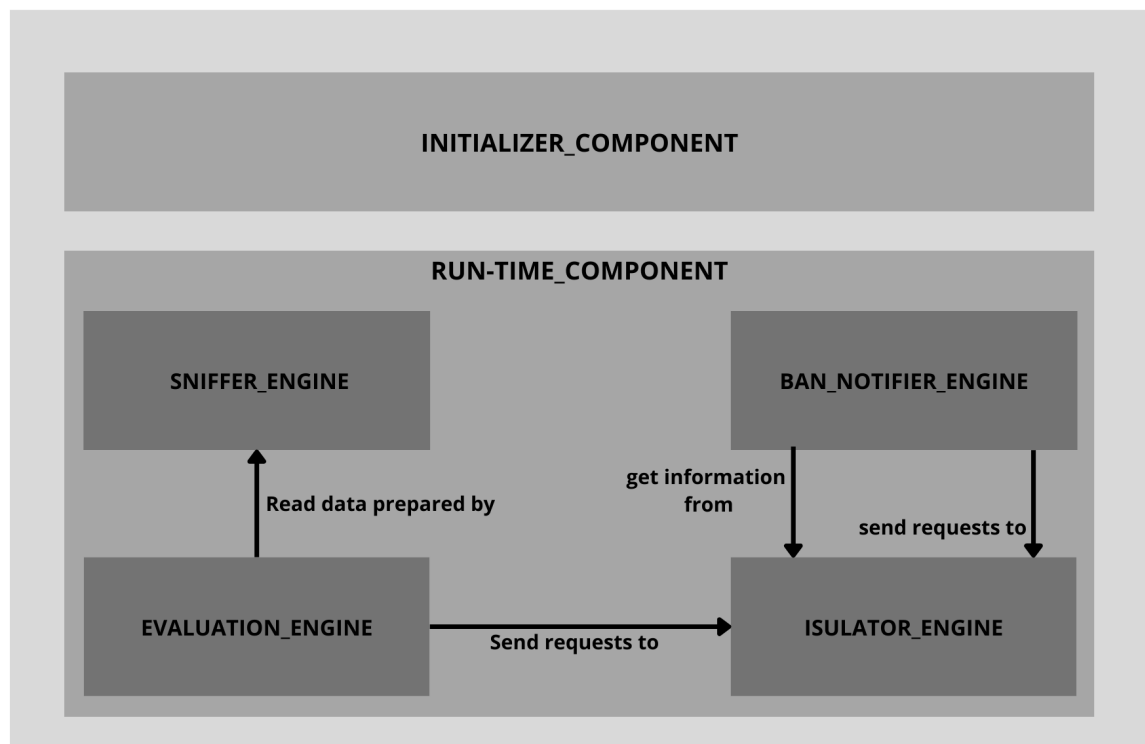 INITIALIZER_COMPONENT
RUN-TIME_COMPONENT
SNIFFER_ENGINE
BAN_NOTIFIER_ENGINE
get information
from
Read data prepared by
send requests to
EVALUATION_ENGINE
Send requests to
ISULATOR_ENGINE